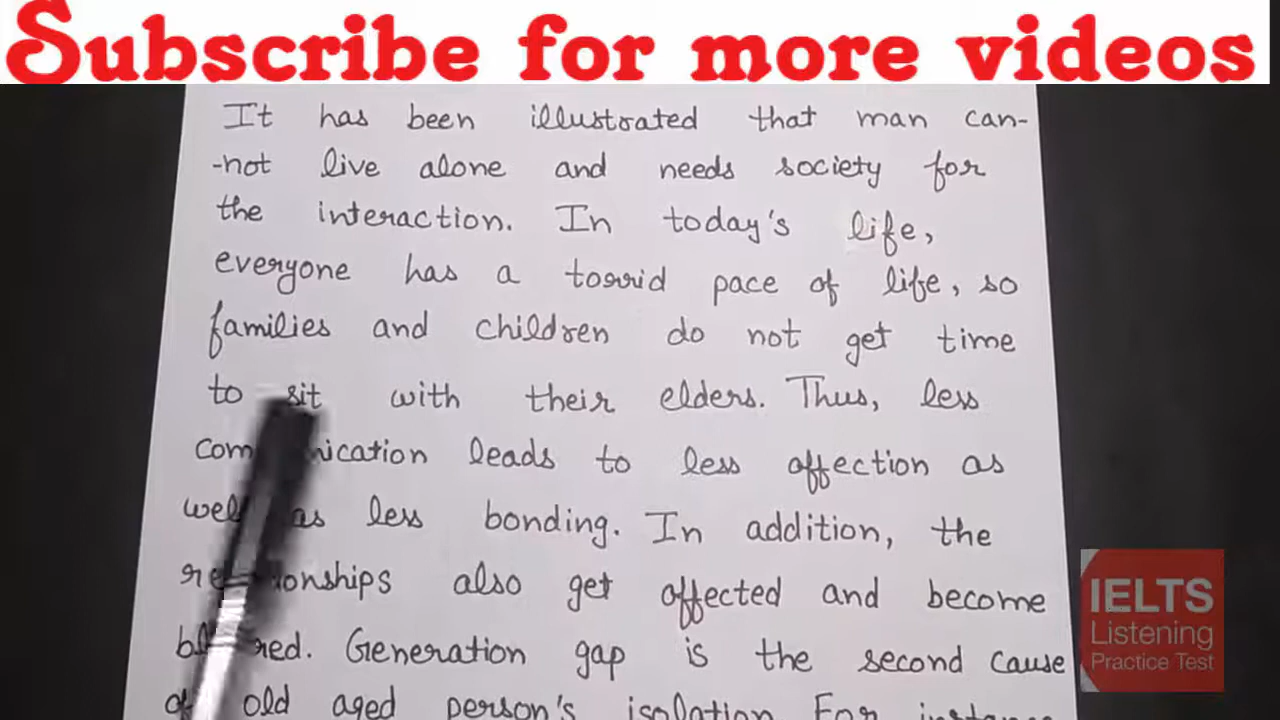 Subscribe for more videos
It has been illustrated that man can-
-not live alone and needs society for
the interaction. In today's life,
everyone has a torrid pace of life, so
families and children do not get time
to sit with their elders. Thus, less
leads to less affection as
as less bonding. In addition, the
also get affected and become
Generation gap is the second cause
old aged person's isolation For
IELTS
Listening
Practice Test